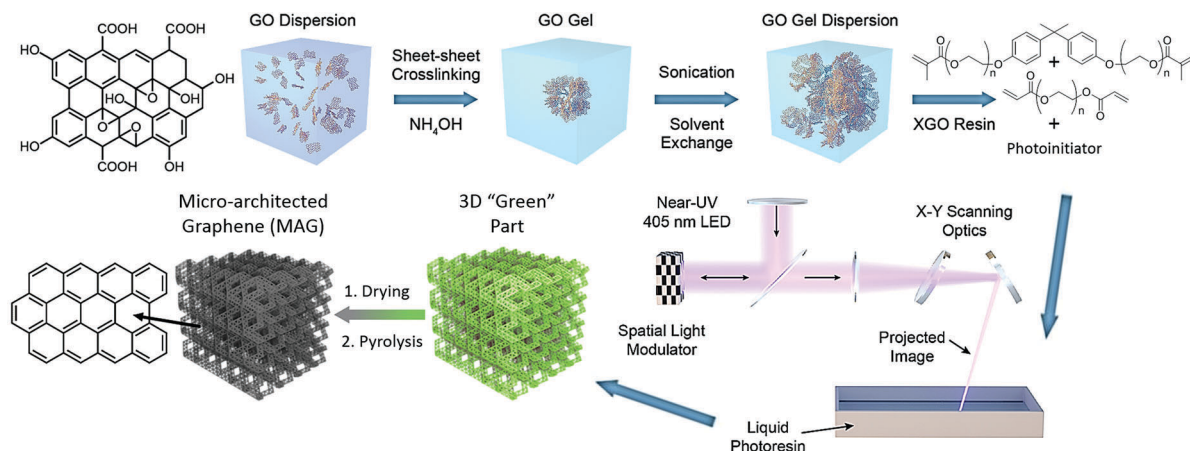 COOH
COOH
HO
OH
HO
O
OH
O
O
HO
COOH
OH
COOH
GO Dispersion
Sheet-sheet
Crosslinking
NH4OH
GO Gel
Sonication
Solvent
Exchange
GO Gel Dispersion
XGO Resin
O
O
O
n
O
+
O
O
n
O
O
O
O
O
n
O
O
+
Photoinitiator
Micro-architected
Graphene (MAG)
1. Drying
2. Pyrolysis
3D "Green"
Part
Near-UV
405 nm LED
X-Y Scanning
Optics
Spatial Light
Modulator
Projected
Image
Liquid
Photoresin